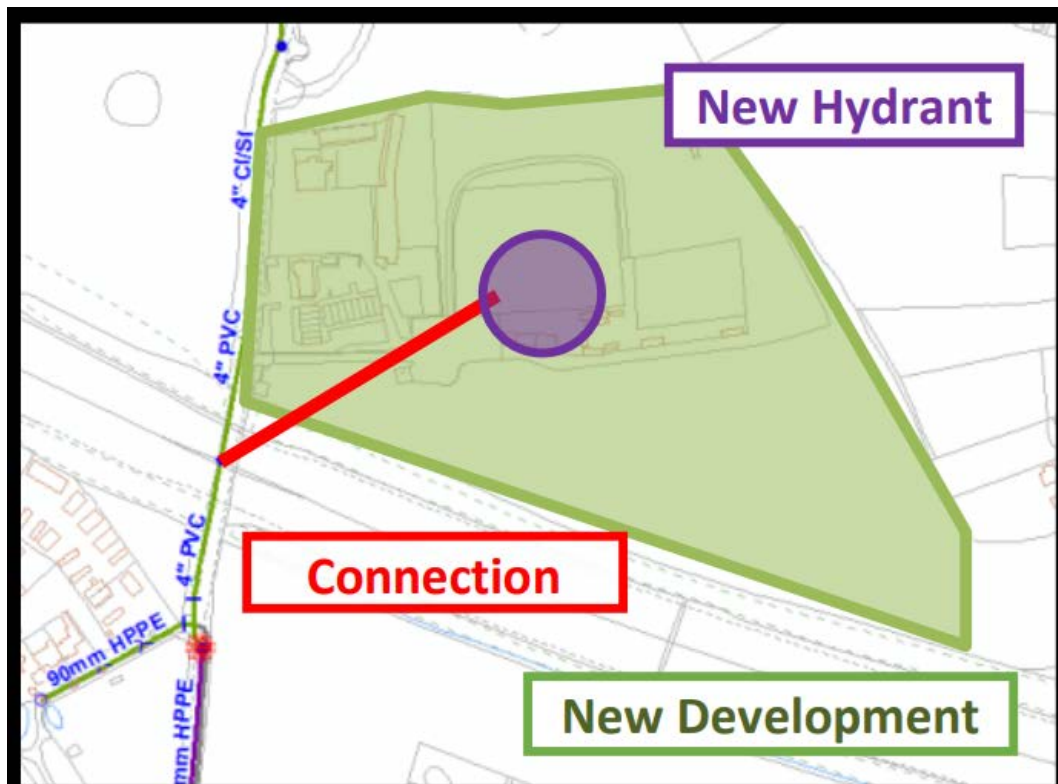 New Hydrant
4" CI/SI
4" PVC
Connection
4" PVC
90mm HPPE
mm HPPE
New Development